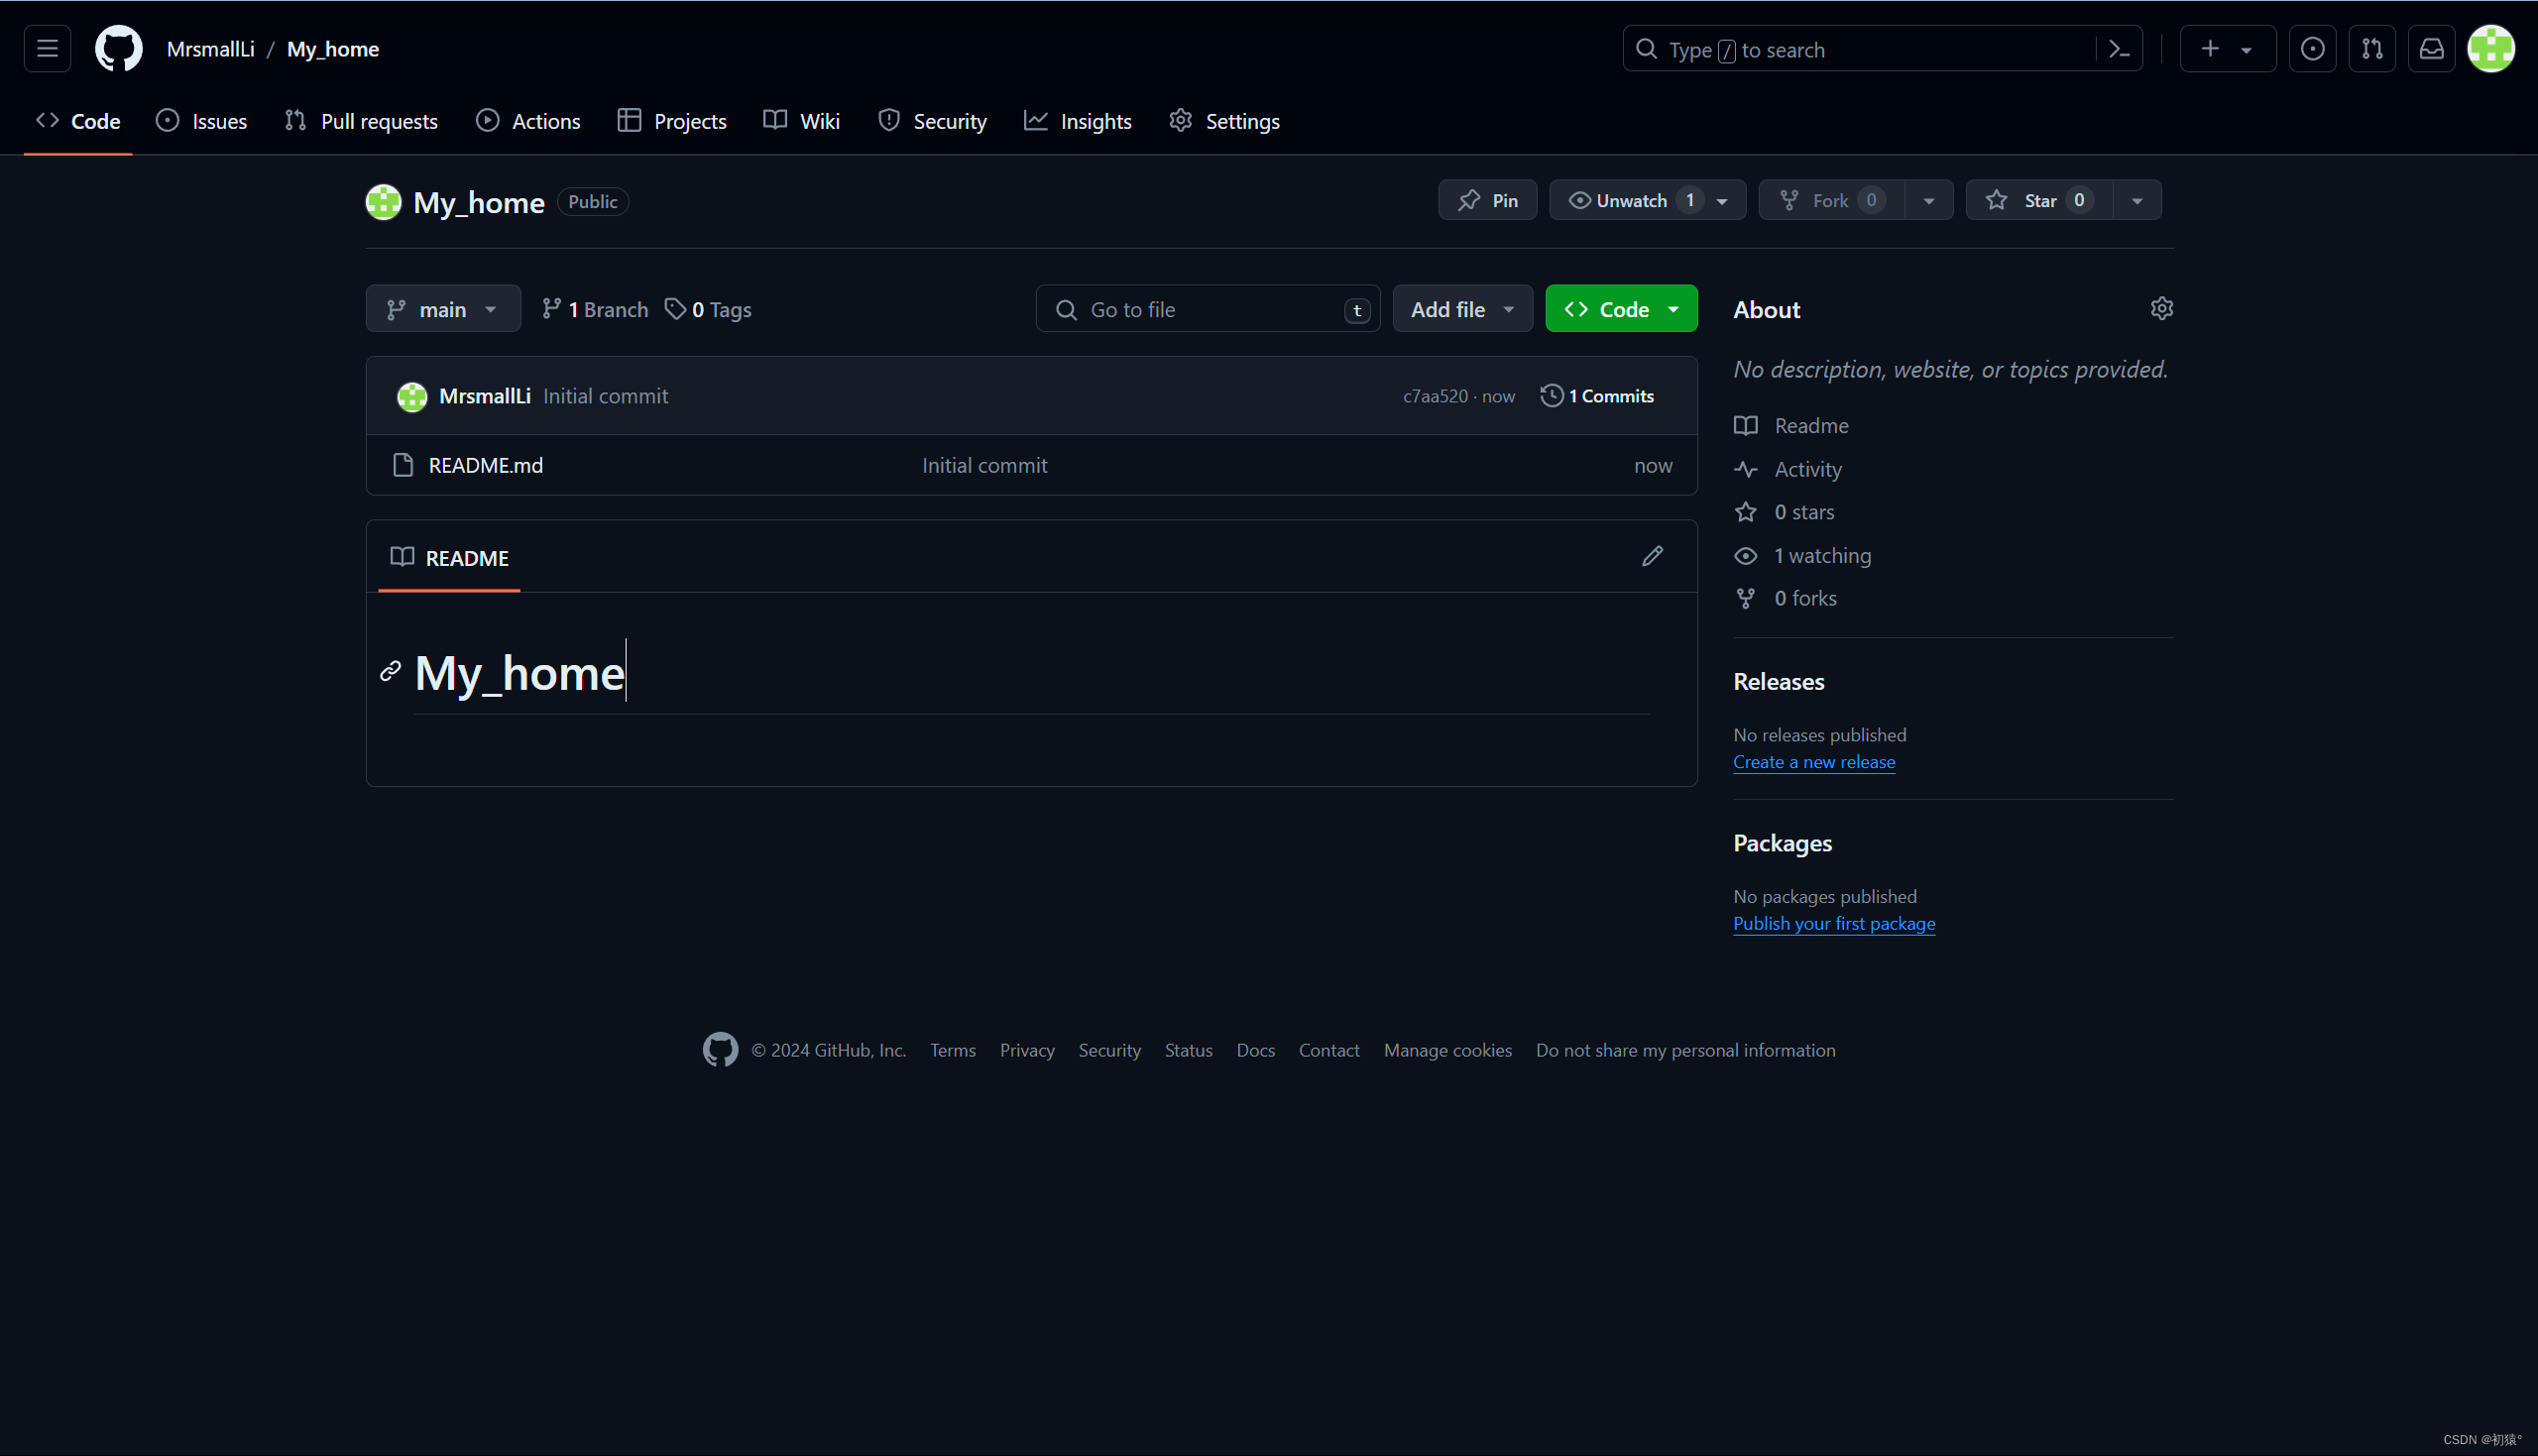 MrsmallLi / My_home
Type / to search
Code Issues Pull requests Actions Projects Wiki Security Insights Settings
My_home Public
Pin Unwatch 1 Fork 0 Star 0
main 1 Branch 0 Tags
Go to file t Add file Code
MrsmallLi Initial commit c7aa520 · now 1 Commits
README.md Initial commit now
README
My_home
About
No description, website, or topics provided.
Readme
Activity
0 stars
1 watching
0 forks
Releases
No releases published
Create a new release
Packages
No packages published
Publish your first package
© 2024 GitHub, Inc. Terms Privacy Security Status Docs Contact Manage cookies Do not share my personal information
CSDN @初猿°